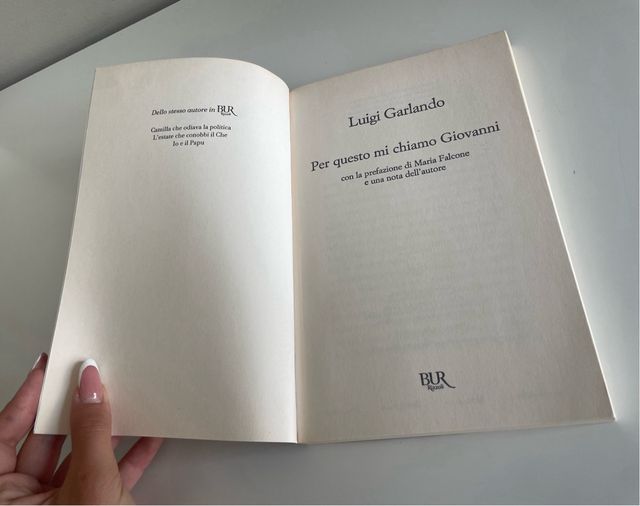 Dello stesso autore in BUR
Rizzoli
Camilla che odiava la politica
L'estate che conobbi il Che
Io e il Papu
Luigi Garlando
Per questo mi chiamo Giovanni
con la prefazione di Maria Falcone
e una nota dell'autore
BUR
Rizzoli